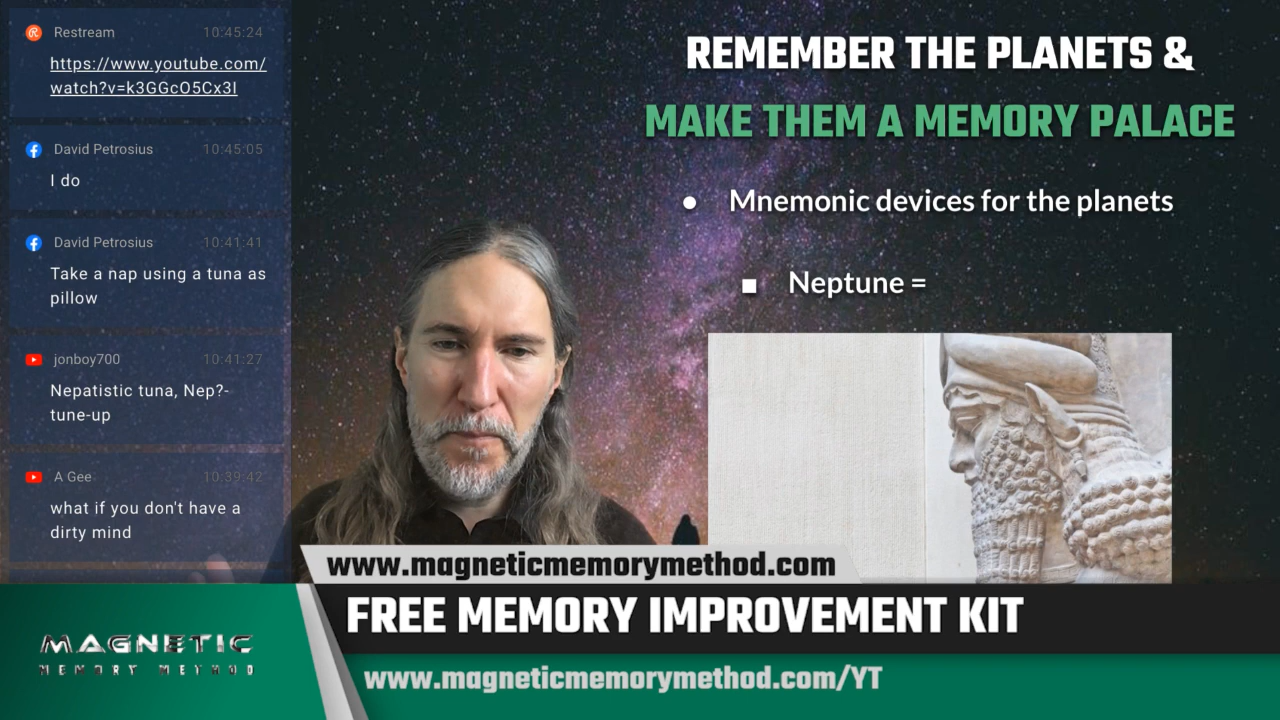 Restream 10:45:24
https://www.youtube.com/
watch?v=k3GGcO5Cx3I
David Petrosius 10:45:05
I do
David Petrosius 10:41:41
Take a nap using a tuna as
pillow
jonboy700 10:41:27
Nepatistic tuna, Nep?-
tune-up
A Gee 10:39:42
what if you don't have a
dirty mind
REMEMBER THE PLANETS &
MAKE THEM A MEMORY PALACE
• Mnemonic devices for the planets
▪ Neptune =
www.magneticmemorymethod.com
FREE MEMORY IMPROVEMENT KIT
www.magneticmemorymethod.com/YT
MAGNETIC
MEMORY METHOD